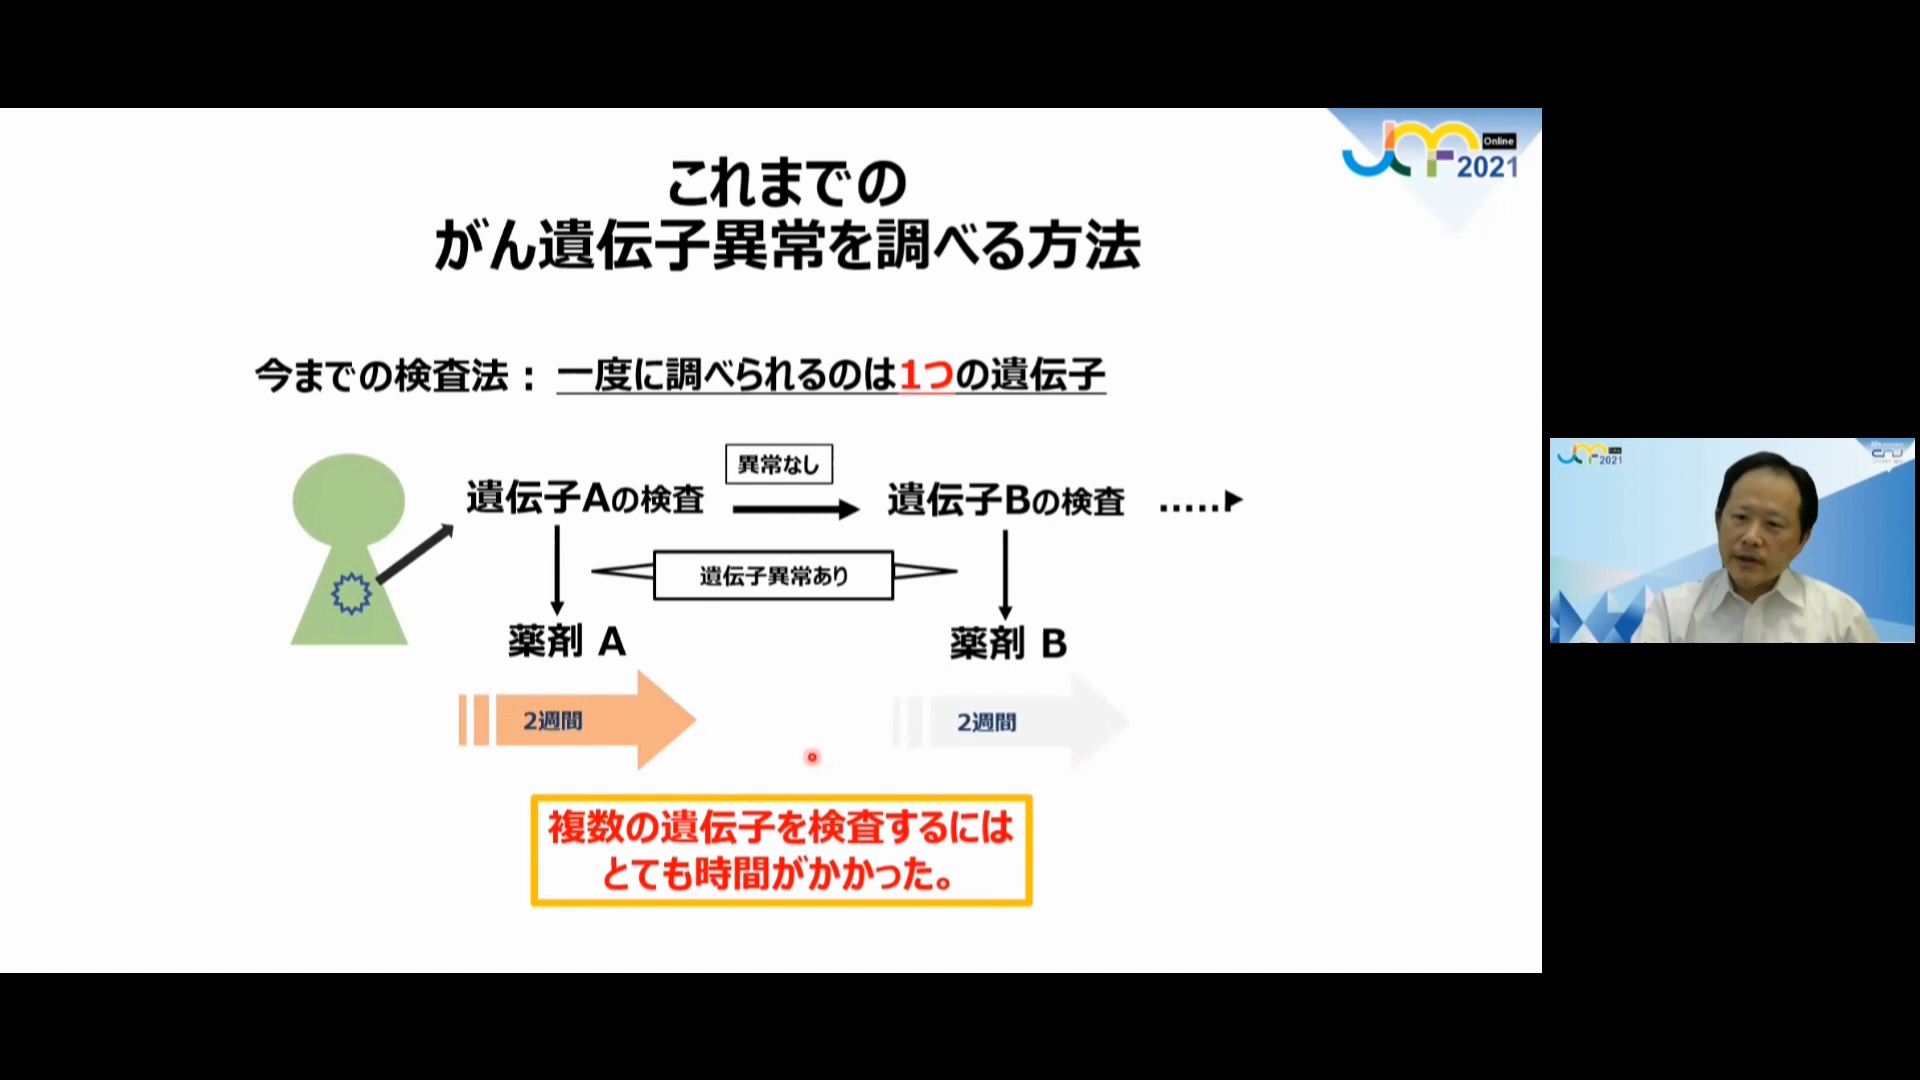 Online
2021
これまでの
がん遺伝子異常を調べる方法
今までの検査法： 一度に調べられるのは1つの遺伝子
異常なし
遺伝子Aの検査
遺伝子Bの検査
遺伝子異常あり
薬剤 A
薬剤 B
2週間
2週間
複数の遺伝子を検査するには
とても時間がかかった。
2021